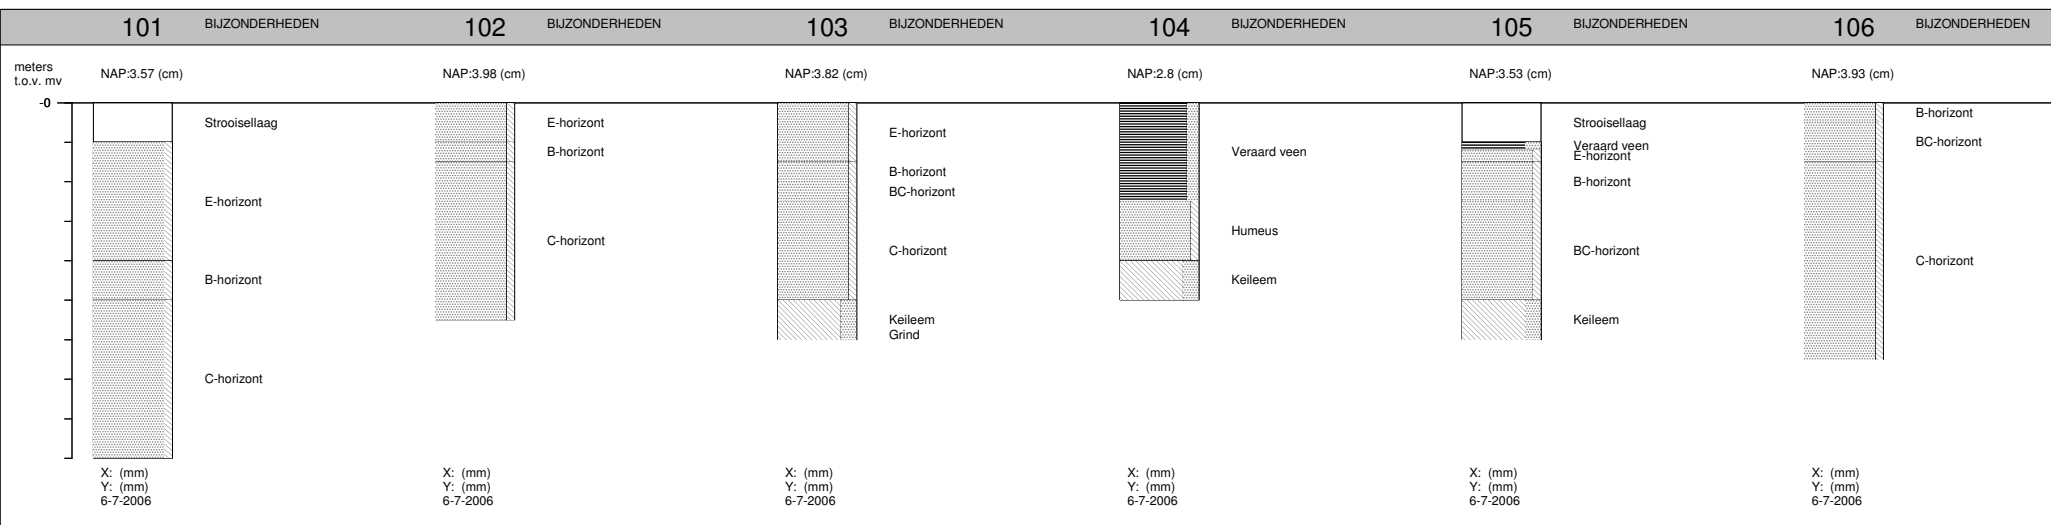 101 BIJZONDERHEDEN 102 BIJZONDERHEDEN 103 BIJZONDERHEDEN 104 BIJZONDERHEDEN 105 BIJZONDERHEDEN 106 BIJZONDERHEDEN
meters
t.o.v. mv
NAP:3.57 (cm) NAP:3.98 (cm) NAP:3.82 (cm) NAP:2.8 (cm) NAP:3.53 (cm) NAP:3.93 (cm)
-0
Strooisellaag
E-horizont
B-horizont
C-horizont
E-horizont
B-horizont
C-horizont
E-horizont
B-horizont
BC-horizont
C-horizont
Keileem
Grind
Veraard veen
Humeus
Keileem
Strooisellaag
Veraard veen
E-horizont
B-horizont
BC-horizont
Keileem
B-horizont
BC-horizont
C-horizont
X: (mm) X: (mm) X: (mm) X: (mm) X: (mm) X: (mm)
Y: (mm) Y: (mm) Y: (mm) Y: (mm) Y: (mm) Y: (mm)
6-7-2006 6-7-2006 6-7-2006 6-7-2006 6-7-2006 6-7-2006